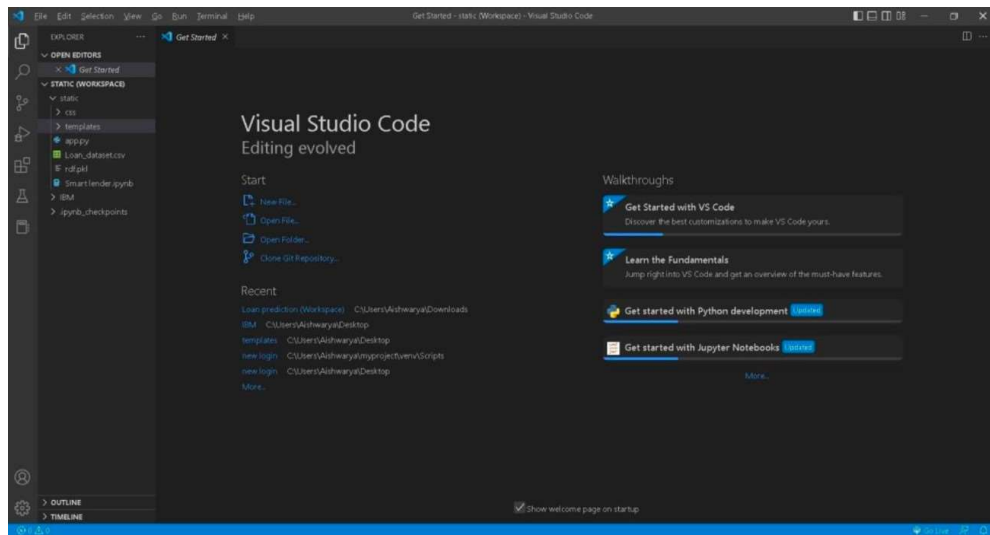 File Edit Selection View Go Run Terminal Help
Get Started - static (Workspace) - Visual Studio Code
EXPLORER
Get Started
OPEN EDITORS
Get Started
STATIC (WORKSPACE)
static
css
templates
app.py
Loan_dataset.csv
rdf.pkl
Smart lender.ipynb
IBM
.ipynb_checkpoints
OUTLINE
TIMELINE
Visual Studio Code
Editing evolved
Start
New File...
Open File...
Open Folder...
Clone Git Repository...
Recent
Loan prediction (Workspace) C:\Users\Aishwarya\Downloads
IBM C:\Users\Aishwarya\Desktop
templates C:\Users\Aishwarya\Desktop
new login C:\Users\Aishwarya\myproject\venv\Scripts
new login C:\Users\Aishwarya\Desktop
More...
Walkthroughs
Get Started with VS Code
Discover the best customizations to make VS Code yours.
Learn the Fundamentals
Jump right into VS Code and get an overview of the must-have features.
Get started with Python development Updated
Get started with Jupyter Notebooks Updated
More...
Show welcome page on startup
0 0
Go Live